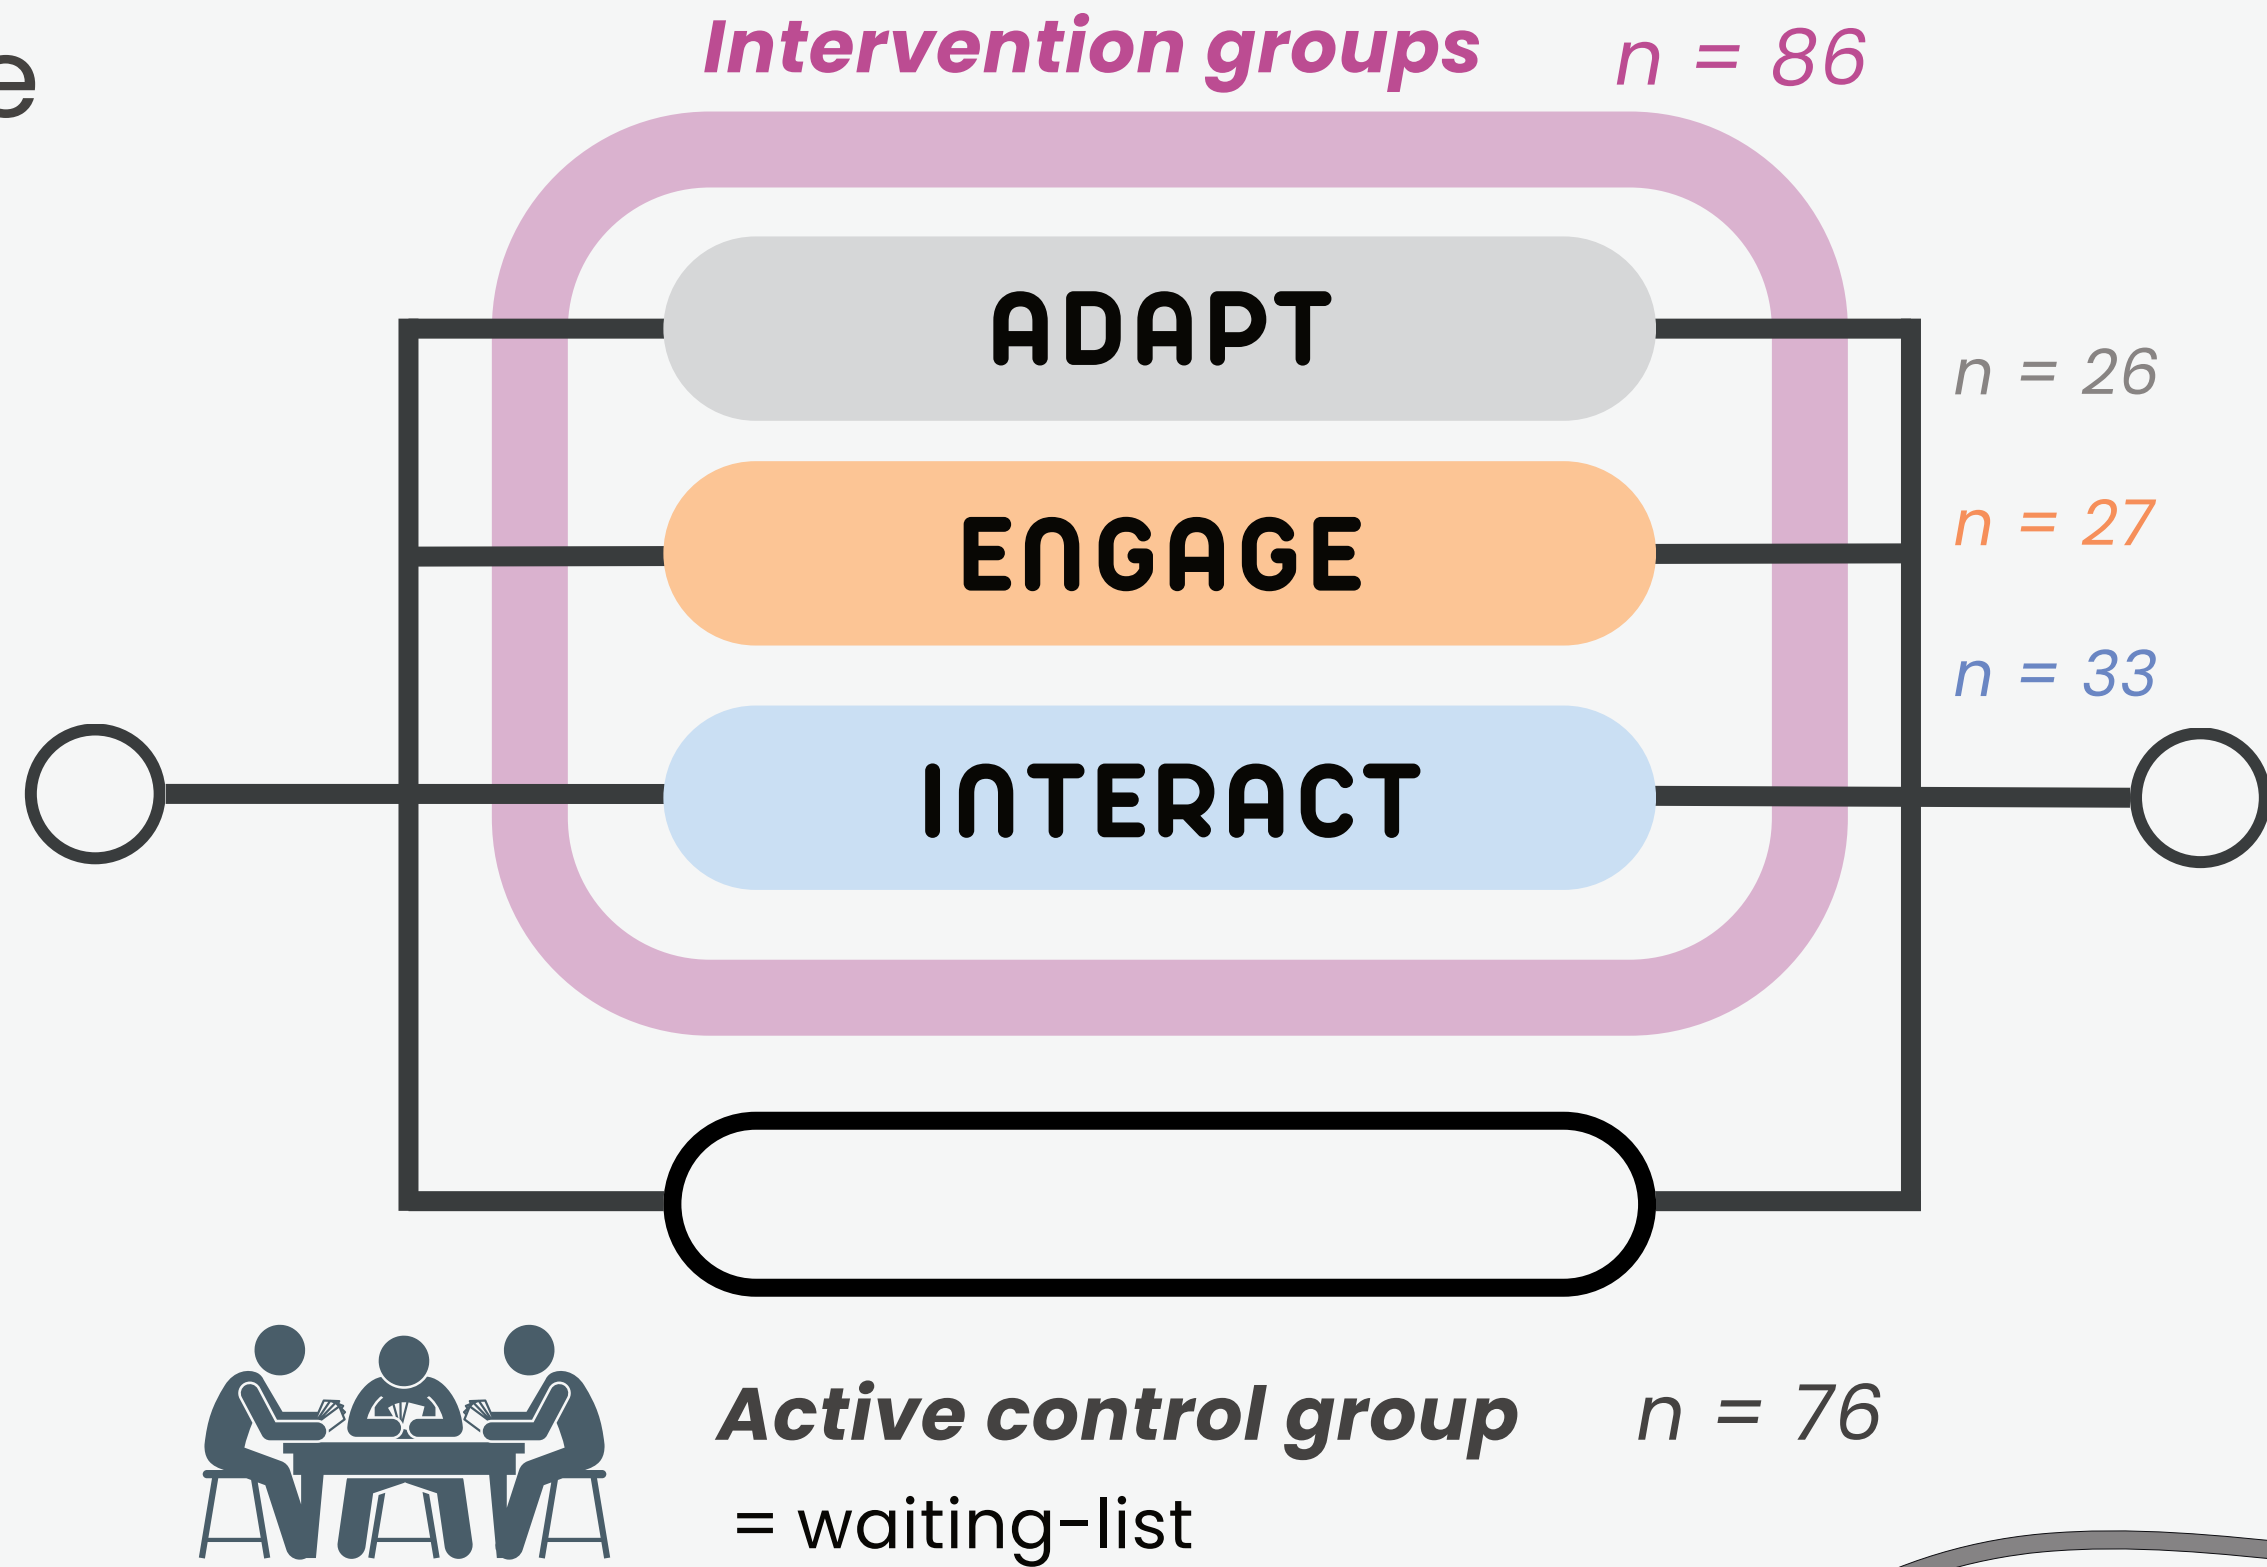 e
Intervention groups n = 86
ADAPT
n = 26
ENGAGE
n = 27
n = 33
INTERACT
Active control group n = 76
= waiting-list